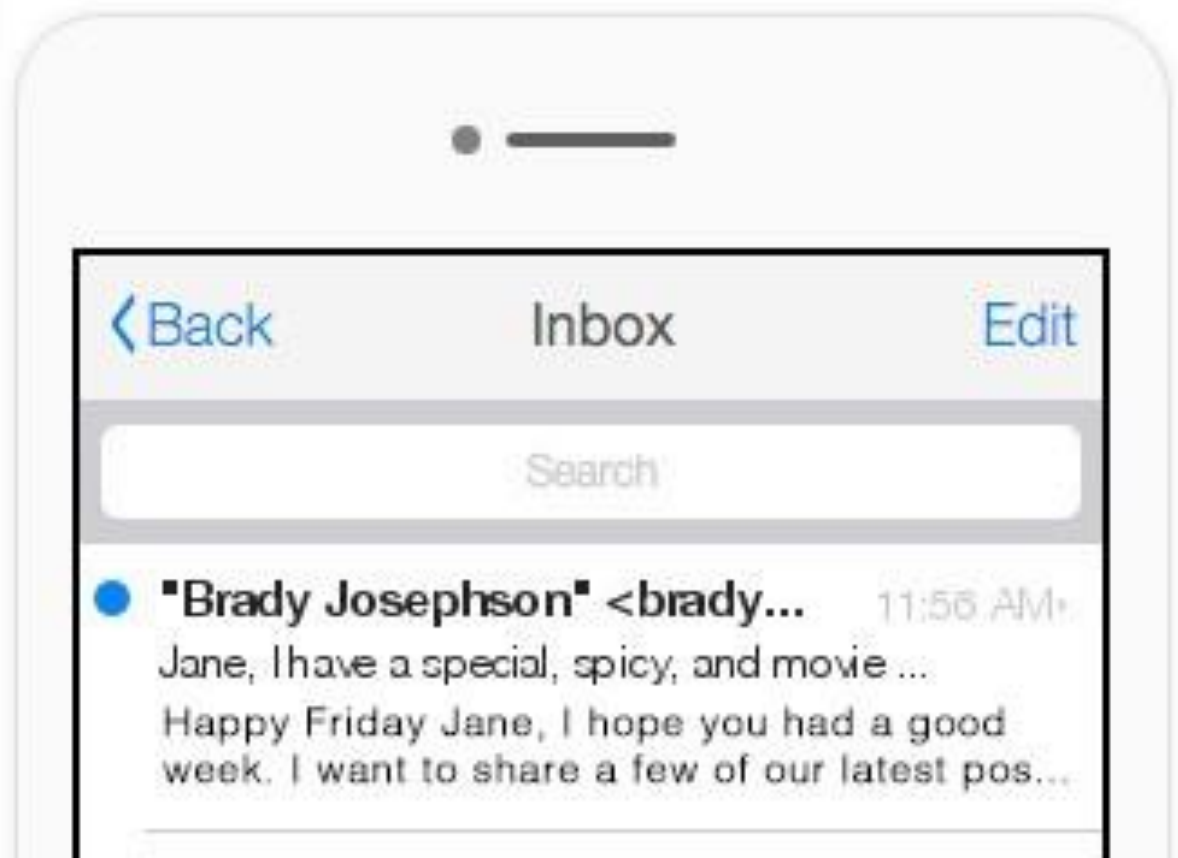 Back Inbox Edit
Search
"Brady Josephson" <brady... 11:56 AM
Jane, I have a special, spicy, and movie ...
Happy Friday Jane, I hope you had a good
week. I want to share a few of our latest pos...